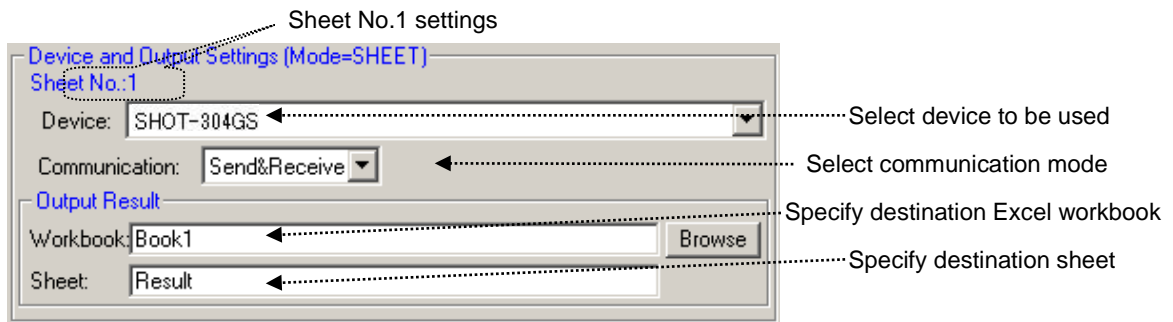 Sheet No.1 settings
Device and Output Settings (Mode=SHEET)
Sheet No.:1
Device: SHOT-304GS
Select device to be used
Communication: Send&Receive
Select communication mode
Output Result
Specify destination Excel workbook
Workbook: Book1 Browse
Specify destination sheet
Sheet: Result